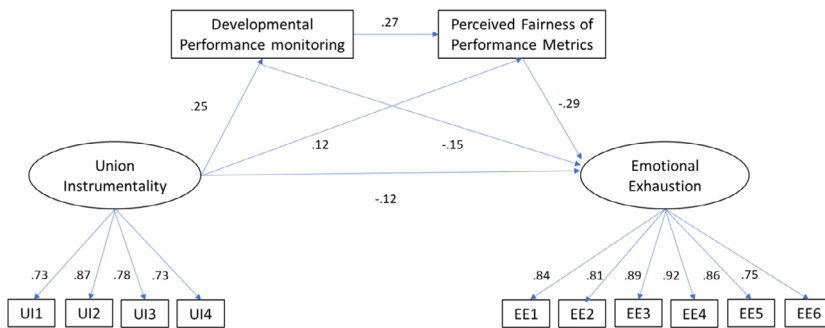 Developmental
Performance monitoring
.27
Perceived Fairness of
Performance Metrics
.25
-.29
.12
-.15
Union
Instrumentality
Emotional
Exhaustion
-.12
.73
.87
.78
.73
.84
.81
.89
.92
.86
.75
UI1
UI2
UI3
UI4
EE1
EE2
EE3
EE4
EE5
EE6